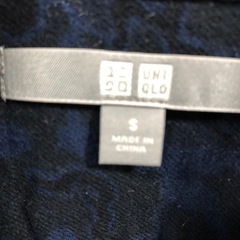 ユニ UNI
クロ QLO
S
MADE IN
CHINA